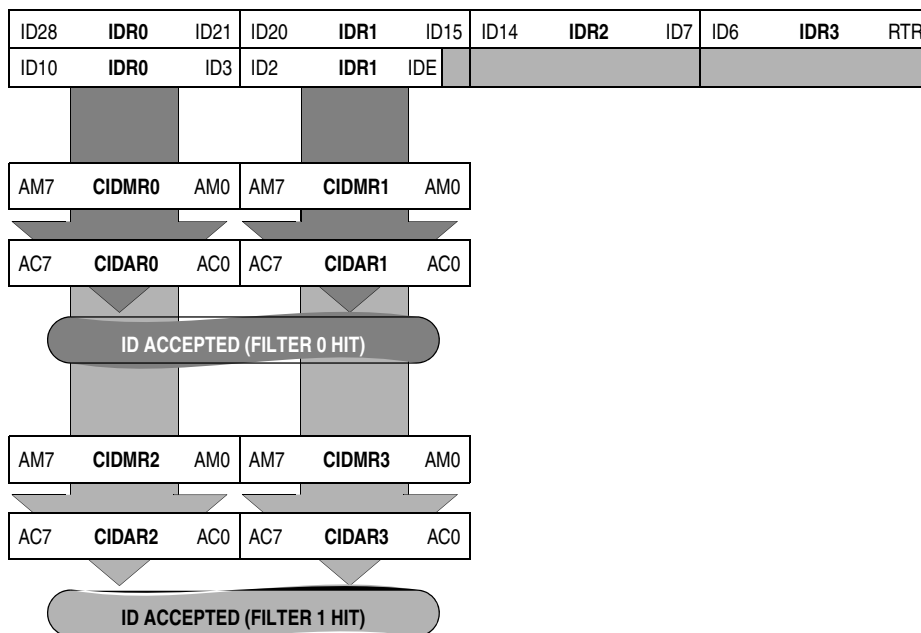 ID28 IDR0 ID21 ID20 IDR1 ID15 ID14 IDR2 ID7 ID6 IDR3 RTR
ID10 IDR0 ID3 ID2 IDR1 IDE
AM7 CIDMR0 AM0 AM7 CIDMR1 AM0
AC7 CIDAR0 AC0 AC7 CIDAR1 AC0
ID ACCEPTED (FILTER 0 HIT)
AM7 CIDMR2 AM0 AM7 CIDMR3 AM0
AC7 CIDAR2 AC0 AC7 CIDAR3 AC0
ID ACCEPTED (FILTER 1 HIT)